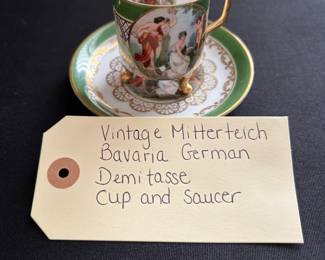 Vintage Mitterteich
Bavaria German
Demitasse
Cup and Saucer